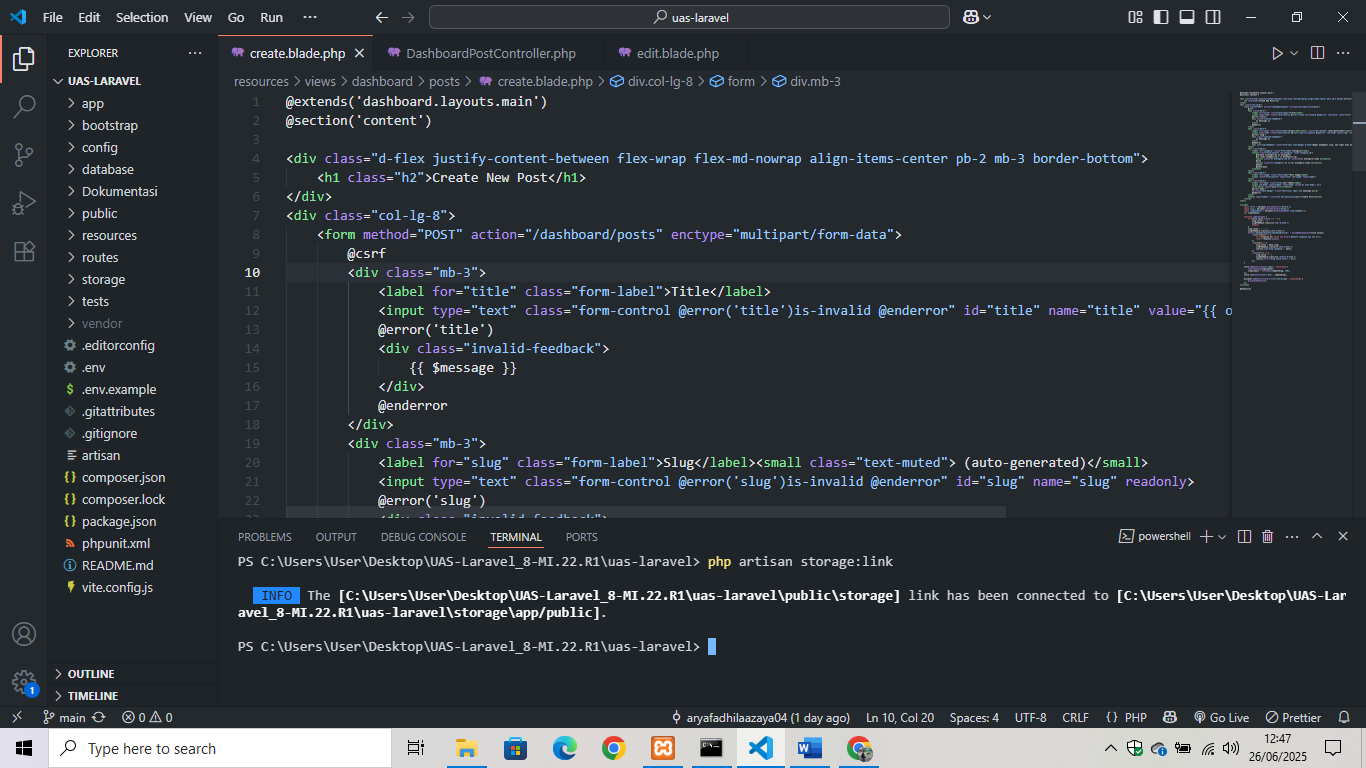 File Edit Selection View Go Run ··· uas-laravel
EXPLORER ···
create.blade.php DashboardPostController.php edit.blade.php
UAS-LARAVEL
resources > views > dashboard > posts > create.blade.php > div.col-lg-8 > form > div.mb-3
app
bootstrap
config
database
Dokumentasi
public
resources
routes
storage
tests
vendor
.editorconfig
.env
.env.example
.gitattributes
.gitignore
artisan
composer.json
composer.lock
package.json
phpunit.xml
README.md
vite.config.js
OUTLINE
TIMELINE
1 @extends('dashboard.layouts.main')
2 @section('content')
3
4 <div class="d-flex justify-content-between flex-wrap flex-md-nowrap align-items-center pb-2 mb-3 border-bottom">
5 <h1 class="h2">Create New Post</h1>
6 </div>
7 <div class="col-lg-8">
8 <form method="POST" action="/dashboard/posts" enctype="multipart/form-data">
9 @csrf
10 <div class="mb-3">
11 <label for="title" class="form-label">Title</label>
12 <input type="text" class="form-control @error('title')is-invalid @enderror" id="title" name="title" value="{{ o
13 @error('title')
14 <div class="invalid-feedback">
15 {{ $message }}
16 </div>
17 @enderror
18 </div>
19 <div class="mb-3">
20 <label for="slug" class="form-label">Slug</label><small class="text-muted"> (auto-generated)</small>
21 <input type="text" class="form-control @error('slug')is-invalid @enderror" id="slug" name="slug" readonly>
22 @error('slug')
PROBLEMS OUTPUT DEBUG CONSOLE TERMINAL PORTS powershell
PS C:\Users\User\Desktop\UAS-Laravel_8-MI.22.R1\uas-laravel> php artisan storage:link
INFO The [C:\Users\User\Desktop\UAS-Laravel_8-MI.22.R1\uas-laravel\public\storage] link has been connected to [C:\Users\User\Desktop\UAS-Lar
avel_8-MI.22.R1\uas-laravel\storage\app/public].
PS C:\Users\User\Desktop\UAS-Laravel_8-MI.22.R1\uas-laravel>
1
main 0 0 aryafadhilaazaya04 (1 day ago) Ln 10, Col 20 Spaces: 4 UTF-8 CRLF {} PHP Go Live Prettier
Type here to search
12:47
26/06/2025